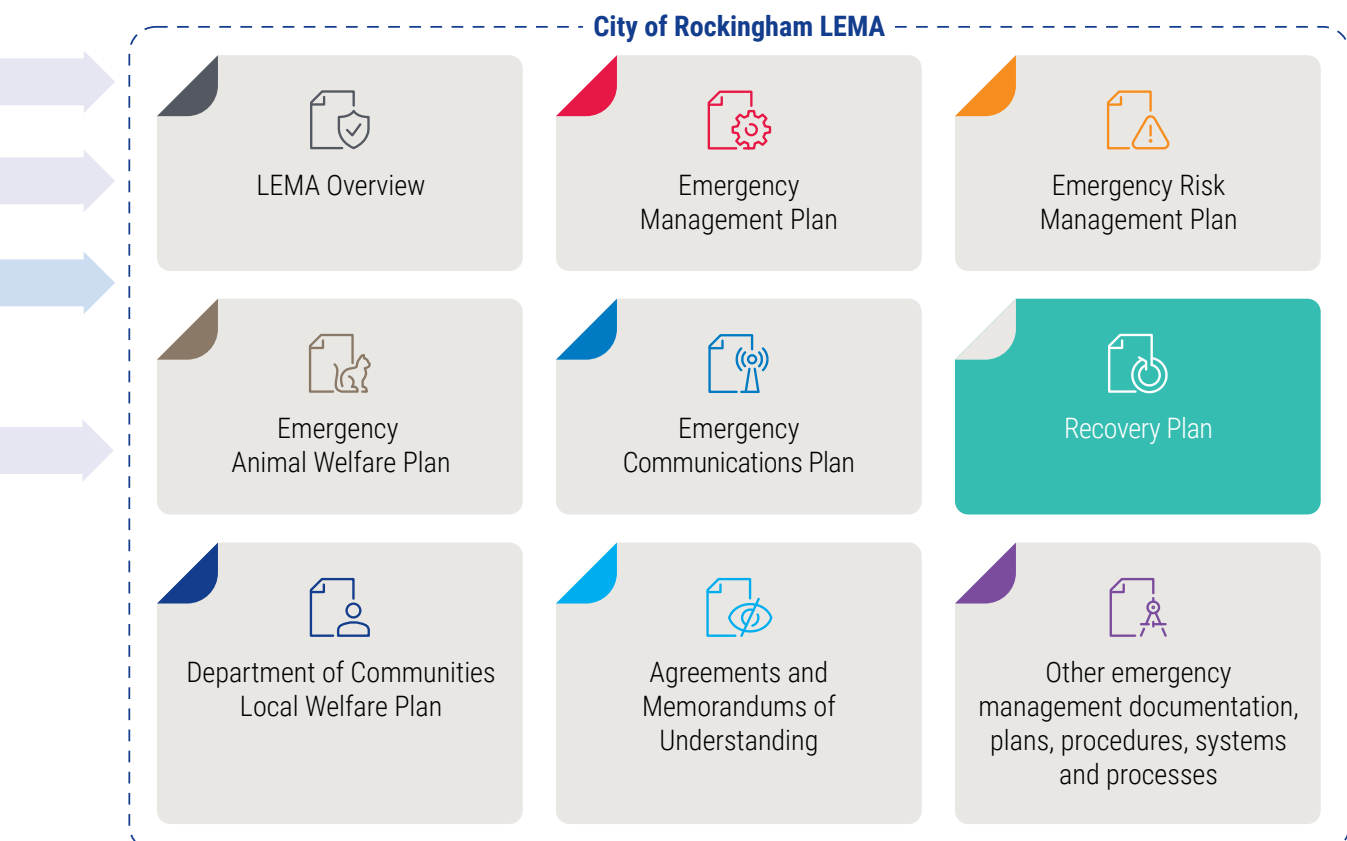 City of Rockingham LEMA
LEMA Overview
Emergency
Management Plan
Emergency Risk
Management Plan
Emergency
Animal Welfare Plan
Emergency
Communications Plan
Recovery Plan
Department of Communities
Local Welfare Plan
Agreements and
Memorandums of
Understanding
Other emergency
management documentation,
plans, procedures, systems
and processes